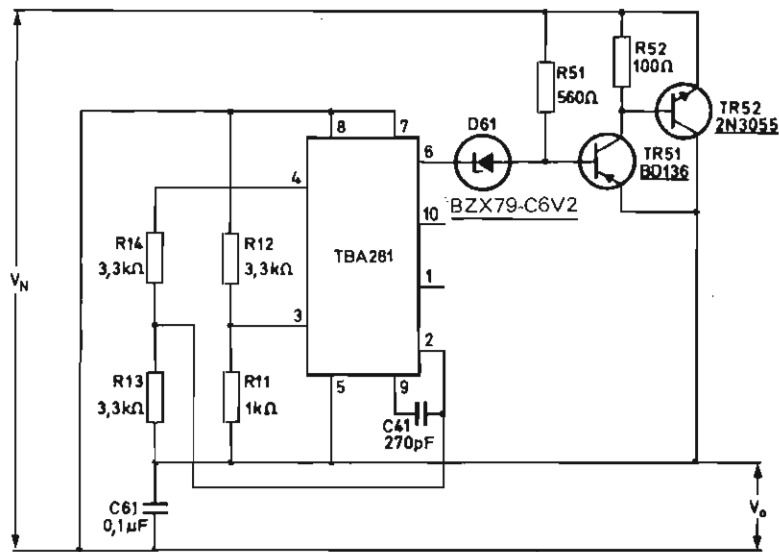 R52
100Ω
R51
560Ω
TR52
2N3055
D61
8
7
6
TR51
BD136
4
BZX79-C6V2
10
R14
3,3kΩ
R12
3,3kΩ
TBA281
V_N
1
3
2
R13
3,3kΩ
R11
1kΩ
5
9
C41
270pF
C61
0,1µF
V_o